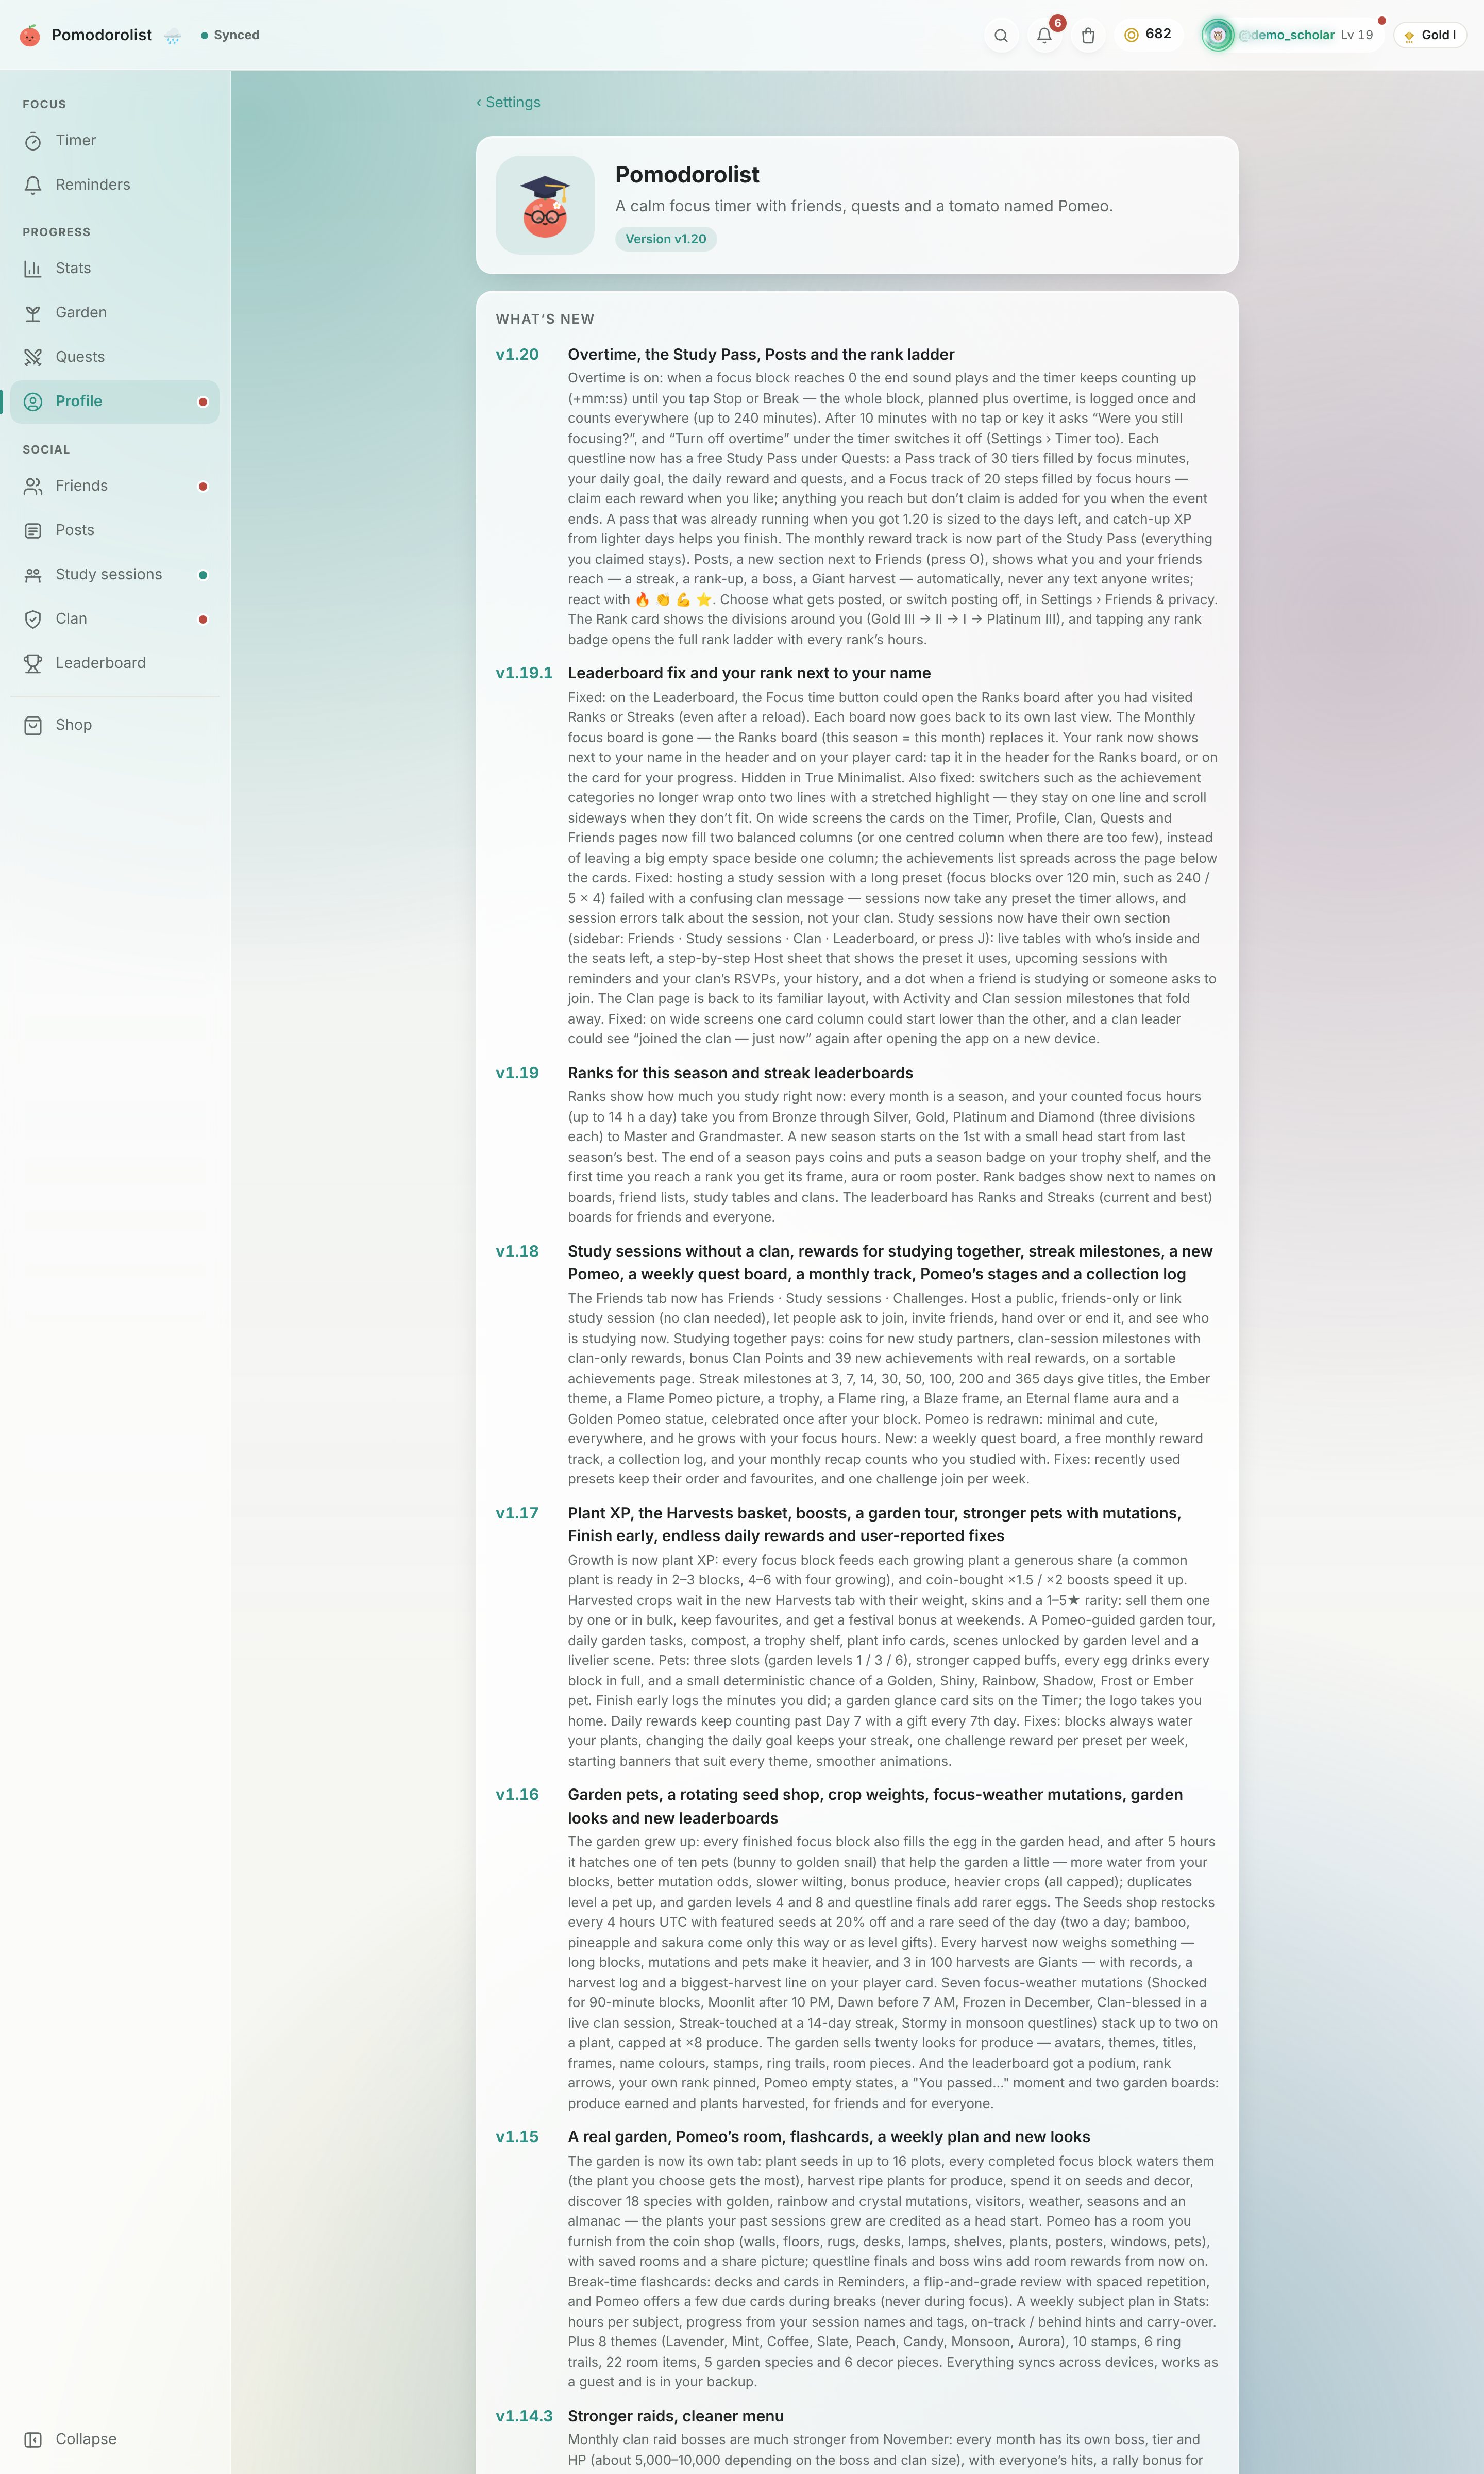 Pomodorolist
Synced
6
682
@demo_scholar Lv 19
Gold I
FOCUS
Timer
Reminders
PROGRESS
Stats
Garden
Quests
Profile
SOCIAL
Friends
Posts
Study sessions
Clan
Leaderboard
Shop
Collapse
‹ Settings
Pomodorolist
A calm focus timer with friends, quests and a tomato named Pomeo.
Version v1.20
WHAT’S NEW
v1.20 Overtime, the Study Pass, Posts and the rank ladder
Overtime is on: when a focus block reaches 0 the end sound plays and the timer keeps counting up
(+mm:ss) until you tap Stop or Break — the whole block, planned plus overtime, is logged once and
counts everywhere (up to 240 minutes). After 10 minutes with no tap or key it asks “Were you still
focusing?”, and “Turn off overtime” under the timer switches it off (Settings › Timer too). Each
questline now has a free Study Pass under Quests: a Pass track of 30 tiers filled by focus minutes,
your daily goal, the daily reward and quests, and a Focus track of 20 steps filled by focus hours —
claim each reward when you like; anything you reach but don’t claim is added for you when the event
ends. A pass that was already running when you got 1.20 is sized to the days left, and catch-up XP
from lighter days helps you finish. The monthly reward track is now part of the Study Pass (everything
you claimed stays). Posts, a new section next to Friends (press O), shows what you and your friends
reach — a streak, a rank-up, a boss, a Giant harvest — automatically, never any text anyone writes;
react with 🔥 👏 💪 ⭐. Choose what gets posted, or switch posting off, in Settings › Friends & privacy.
The Rank card shows the divisions around you (Gold III → II → I → Platinum III), and tapping any rank
badge opens the full rank ladder with every rank’s hours.
v1.19.1 Leaderboard fix and your rank next to your name
Fixed: on the Leaderboard, the Focus time button could open the Ranks board after you had visited
Ranks or Streaks (even after a reload). Each board now goes back to its own last view. The Monthly
focus board is gone — the Ranks board (this season = this month) replaces it. Your rank now shows
next to your name in the header and on your player card: tap it in the header for the Ranks board, or on
the card for your progress. Hidden in True Minimalist. Also fixed: switchers such as the achievement
categories no longer wrap onto two lines with a stretched highlight — they stay on one line and scroll
sideways when they don’t fit. On wide screens the cards on the Timer, Profile, Clan, Quests and
Friends pages now fill two balanced columns (or one centred column when there are too few), instead
of leaving a big empty space beside one column; the achievements list spreads across the page below
the cards. Fixed: hosting a study session with a long preset (focus blocks over 120 min, such as 240 /
5 × 4) failed with a confusing clan message — sessions now take any preset the timer allows, and
session errors talk about the session, not your clan. Study sessions now have their own section
(sidebar: Friends · Study sessions · Clan · Leaderboard, or press J): live tables with who’s inside and
the seats left, a step-by-step Host sheet that shows the preset it uses, upcoming sessions with
reminders and your clan’s RSVPs, your history, and a dot when a friend is studying or someone asks to
join. The Clan page is back to its familiar layout, with Activity and Clan session milestones that fold
away. Fixed: on wide screens one card column could start lower than the other, and a clan leader
could see “joined the clan — just now” again after opening the app on a new device.
v1.19 Ranks for this season and streak leaderboards
Ranks show how much you study right now: every month is a season, and your counted focus hours
(up to 14 h a day) take you from Bronze through Silver, Gold, Platinum and Diamond (three divisions
each) to Master and Grandmaster. A new season starts on the 1st with a small head start from last
season’s best. The end of a season pays coins and puts a season badge on your trophy shelf, and the
first time you reach a rank you get its frame, aura or room poster. Rank badges show next to names on
boards, friend lists, study tables and clans. The leaderboard has Ranks and Streaks (current and best)
boards for friends and everyone.
v1.18 Study sessions without a clan, rewards for studying together, streak milestones, a new
Pomeo, a weekly quest board, a monthly track, Pomeo’s stages and a collection log
The Friends tab now has Friends · Study sessions · Challenges. Host a public, friends-only or link
study session (no clan needed), let people ask to join, invite friends, hand over or end it, and see who
is studying now. Studying together pays: coins for new study partners, clan-session milestones with
clan-only rewards, bonus Clan Points and 39 new achievements with real rewards, on a sortable
achievements page. Streak milestones at 3, 7, 14, 30, 50, 100, 200 and 365 days give titles, the Ember
theme, a Flame Pomeo picture, a trophy, a Flame ring, a Blaze frame, an Eternal flame aura and a
Golden Pomeo statue, celebrated once after your block. Pomeo is redrawn: minimal and cute,
everywhere, and he grows with your focus hours. New: a weekly quest board, a free monthly reward
track, a collection log, and your monthly recap counts who you studied with. Fixes: recently used
presets keep their order and favourites, and one challenge join per week.
v1.17 Plant XP, the Harvests basket, boosts, a garden tour, stronger pets with mutations,
Finish early, endless daily rewards and user-reported fixes
Growth is now plant XP: every focus block feeds each growing plant a generous share (a common
plant is ready in 2–3 blocks, 4–6 with four growing), and coin-bought ×1.5 / ×2 boosts speed it up.
Harvested crops wait in the new Harvests tab with their weight, skins and a 1–5★ rarity: sell them one
by one or in bulk, keep favourites, and get a festival bonus at weekends. A Pomeo-guided garden tour,
daily garden tasks, compost, a trophy shelf, plant info cards, scenes unlocked by garden level and a
livelier scene. Pets: three slots (garden levels 1 / 3 / 6), stronger capped buffs, every egg drinks every
block in full, and a small deterministic chance of a Golden, Shiny, Rainbow, Shadow, Frost or Ember
pet. Finish early logs the minutes you did; a garden glance card sits on the Timer; the logo takes you
home. Daily rewards keep counting past Day 7 with a gift every 7th day. Fixes: blocks always water
your plants, changing the daily goal keeps your streak, one challenge reward per preset per week,
starting banners that suit every theme, smoother animations.
v1.16 Garden pets, a rotating seed shop, crop weights, focus-weather mutations, garden
looks and new leaderboards
The garden grew up: every finished focus block also fills the egg in the garden head, and after 5 hours
it hatches one of ten pets (bunny to golden snail) that help the garden a little — more water from your
blocks, better mutation odds, slower wilting, bonus produce, heavier crops (all capped); duplicates
level a pet up, and garden levels 4 and 8 and questline finals add rarer eggs. The Seeds shop restocks
every 4 hours UTC with featured seeds at 20% off and a rare seed of the day (two a day; bamboo,
pineapple and sakura come only this way or as level gifts). Every harvest now weighs something —
long blocks, mutations and pets make it heavier, and 3 in 100 harvests are Giants — with records, a
harvest log and a biggest-harvest line on your player card. Seven focus-weather mutations (Shocked
for 90-minute blocks, Moonlit after 10 PM, Dawn before 7 AM, Frozen in December, Clan-blessed in a
live clan session, Streak-touched at a 14-day streak, Stormy in monsoon questlines) stack up to two on
a plant, capped at ×8 produce. The garden sells twenty looks for produce — avatars, themes, titles,
frames, name colours, stamps, ring trails, room pieces. And the leaderboard got a podium, rank
arrows, your own rank pinned, Pomeo empty states, a "You passed…" moment and two garden boards:
produce earned and plants harvested, for friends and for everyone.
v1.15 A real garden, Pomeo’s room, flashcards, a weekly plan and new looks
The garden is now its own tab: plant seeds in up to 16 plots, every completed focus block waters them
(the plant you choose gets the most), harvest ripe plants for produce, spend it on seeds and decor,
discover 18 species with golden, rainbow and crystal mutations, visitors, weather, seasons and an
almanac — the plants your past sessions grew are credited as a head start. Pomeo has a room you
furnish from the coin shop (walls, floors, rugs, desks, lamps, shelves, plants, posters, windows, pets),
with saved rooms and a share picture; questline finals and boss wins add room rewards from now on.
Break-time flashcards: decks and cards in Reminders, a flip-and-grade review with spaced repetition,
and Pomeo offers a few due cards during breaks (never during focus). A weekly subject plan in Stats:
hours per subject, progress from your session names and tags, on-track / behind hints and carry-over.
Plus 8 themes (Lavender, Mint, Coffee, Slate, Peach, Candy, Monsoon, Aurora), 10 stamps, 6 ring
trails, 22 room items, 5 garden species and 6 decor pieces. Everything syncs across devices, works as
a guest and is in your backup.
v1.14.3 Stronger raids, cleaner menu
Monthly clan raid bosses are much stronger from November: every month has its own boss, tier and
HP (about 5,000–10,000 depending on the boss and clan size), with everyone’s hits, a rally bonus for